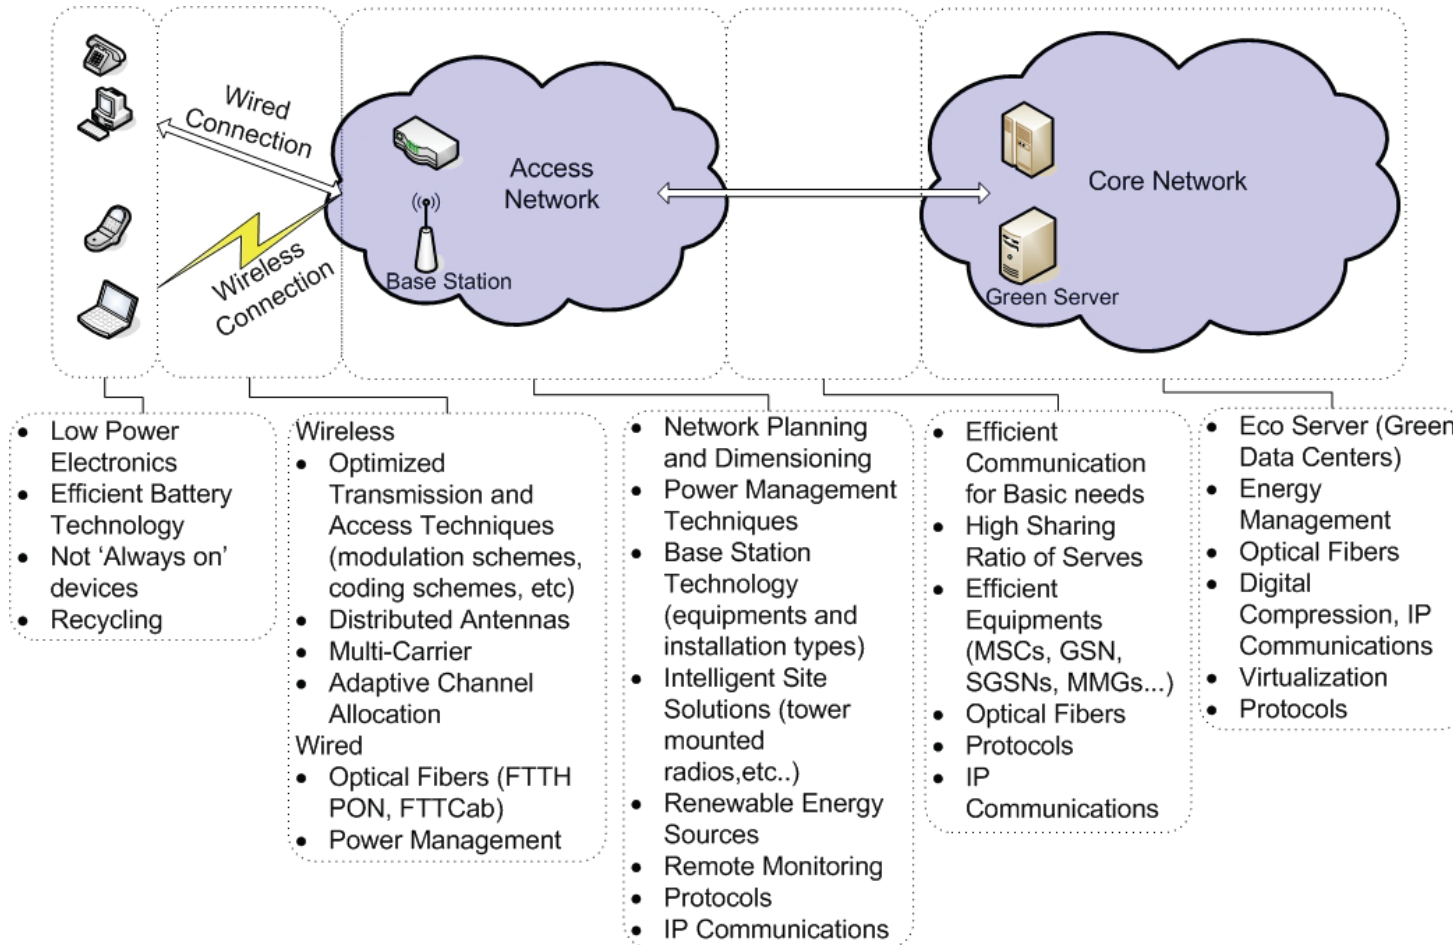 Wired
Connection
Wireless
Connection
Access
Network
Base Station
Core Network
Green Server
• Low Power
Electronics
• Efficient Battery
Technology
• Not ‘Always on’
devices
• Recycling
Wireless
• Optimized
Transmission and
Access Techniques
(modulation schemes,
coding schemes, etc)
• Distributed Antennas
• Multi-Carrier
• Adaptive Channel
Allocation
Wired
• Optical Fibers (FTTH
PON, FTTCab)
• Power Management
• Network Planning
and Dimensioning
• Power Management
Techniques
• Base Station
Technology
(equipments and
installation types)
• Intelligent Site
Solutions (tower
mounted
radios,etc..)
• Renewable Energy
Sources
• Remote Monitoring
• Protocols
• IP Communications
• Efficient
Communication
for Basic needs
• High Sharing
Ratio of Serves
• Efficient
Equipments
(MSCs, GSN,
SGSNs, MMGs...)
• Optical Fibers
• Protocols
• IP
Communications
• Eco Server (Green
Data Centers)
• Energy
Management
• Optical Fibers
• Digital
Compression, IP
Communications
• Virtualization
• Protocols